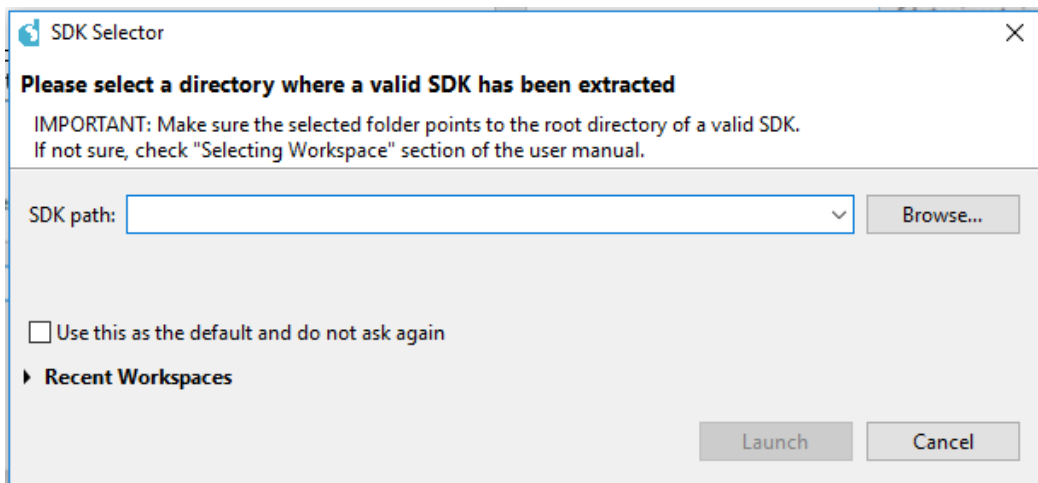 SDK Selector
Please select a directory where a valid SDK has been extracted
IMPORTANT: Make sure the selected folder points to the root directory of a valid SDK.
If not sure, check "Selecting Workspace" section of the user manual.
SDK path:
Browse...
Use this as the default and do not ask again
Recent Workspaces
Launch
Cancel